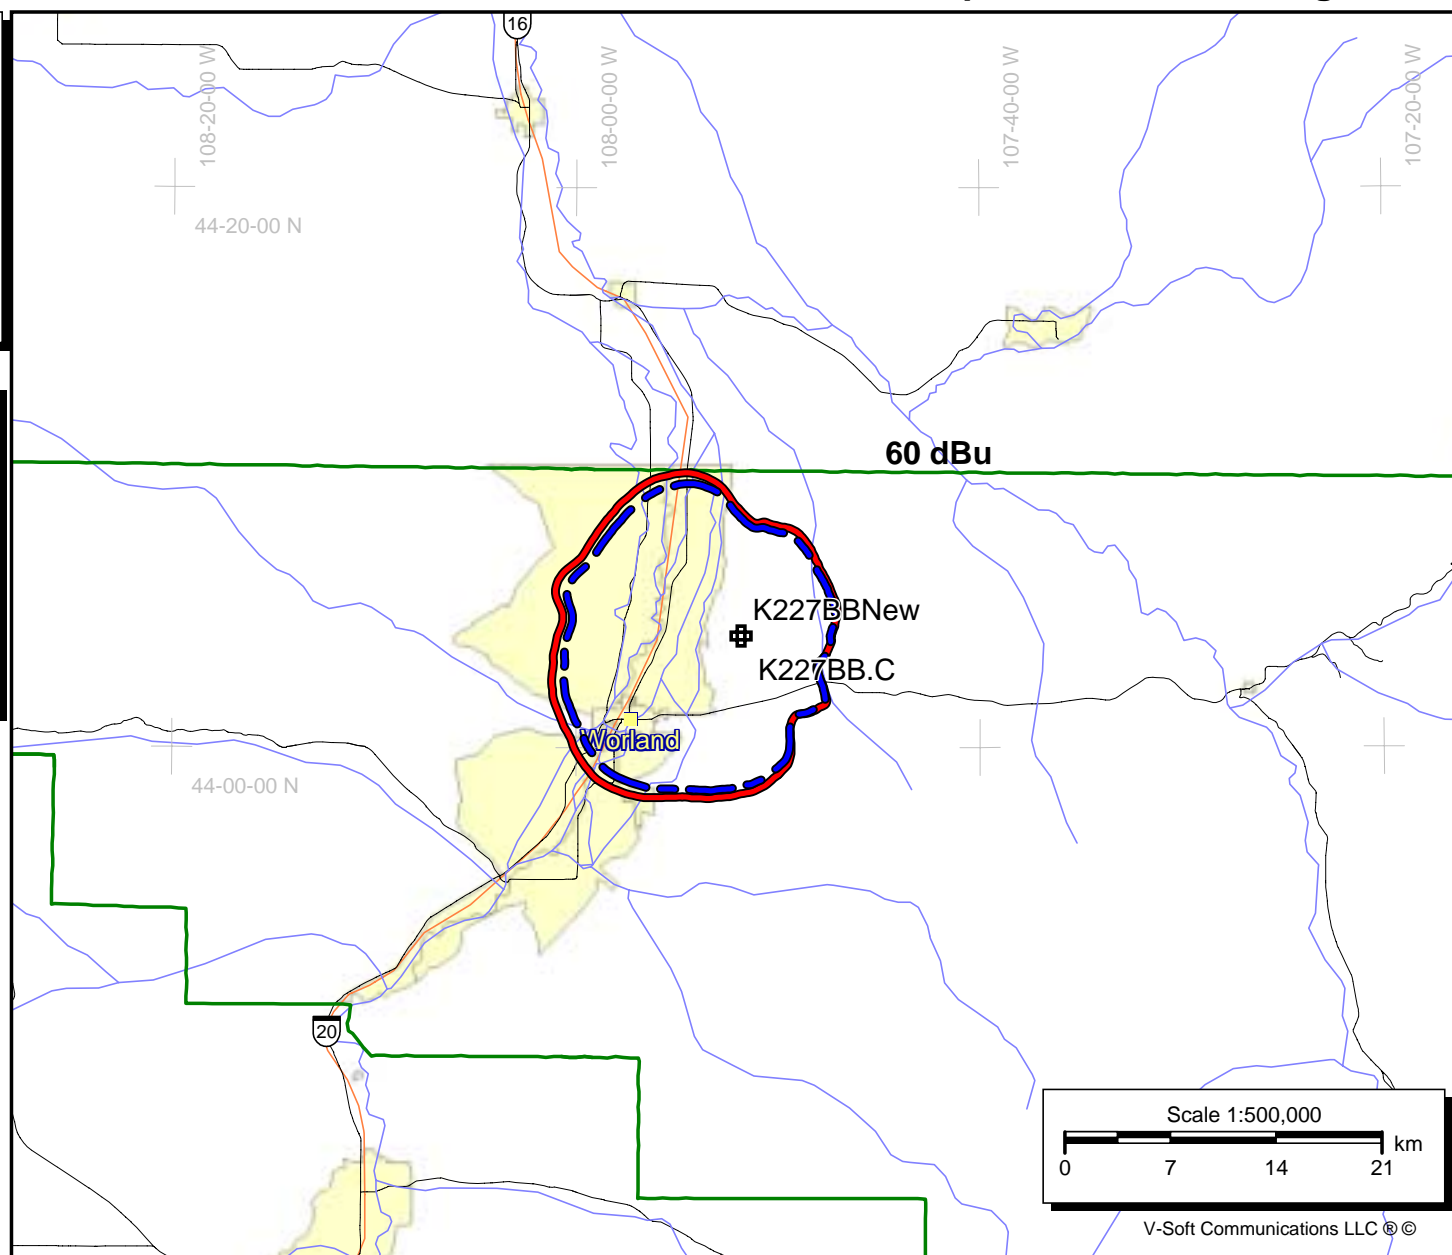 16
108-20-00 W
108-00-00 W
107-40-00 W
107-20-00 W
44-20-00 N
60 dBu
K227BBNew
K227BB.C
Worland
44-00-00 N
20
Scale 1:500,000
km
0 7 14 21
V-Soft Communications LLC ® ©